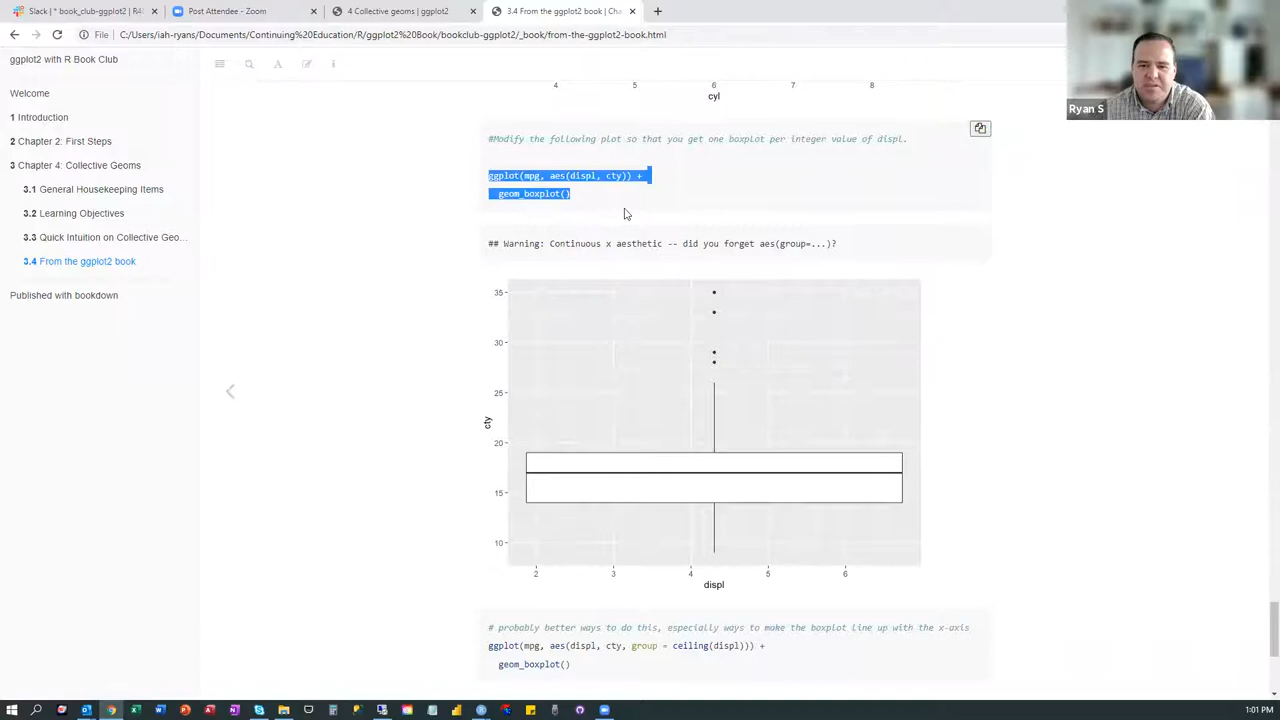 Slack | * book_club-ggplot2 | R4I
Post Attendee - Zoom
4 Collective geoms | ggplot2
3.4 From the ggplot2 book | Cha
File
C:/Users/iah-ryans/Documents/Continuing%20Education/R/ggplot2%20Book/bookclub-ggplot2/_book/from-the-ggplot2-book.html
ggplot2 with R Book Club
Welcome
1 Introduction
2 Chapter 2: First Steps
3 Chapter 4: Collective Geoms
3.1 General Housekeeping Items
3.2 Learning Objectives
3.3 Quick Intuition on Collective Geo...
3.4 From the ggplot2 book
Published with bookdown
4 5 6 7 8
cyl
#Modify the following plot so that you get one boxplot per integer value of displ.
ggplot(mpg, aes(displ, cty)) +
geom_boxplot()
## Warning: Continuous x aesthetic -- did you forget aes(group=...)?
35
30
25
20
15
10
cty
2 3 4 5 6
displ
# probably better ways to do this, especially ways to make the boxplot line up with the x-axis
ggplot(mpg, aes(displ, cty, group = ceiling(displ))) +
geom_boxplot()
Ryan S
1:01 PM